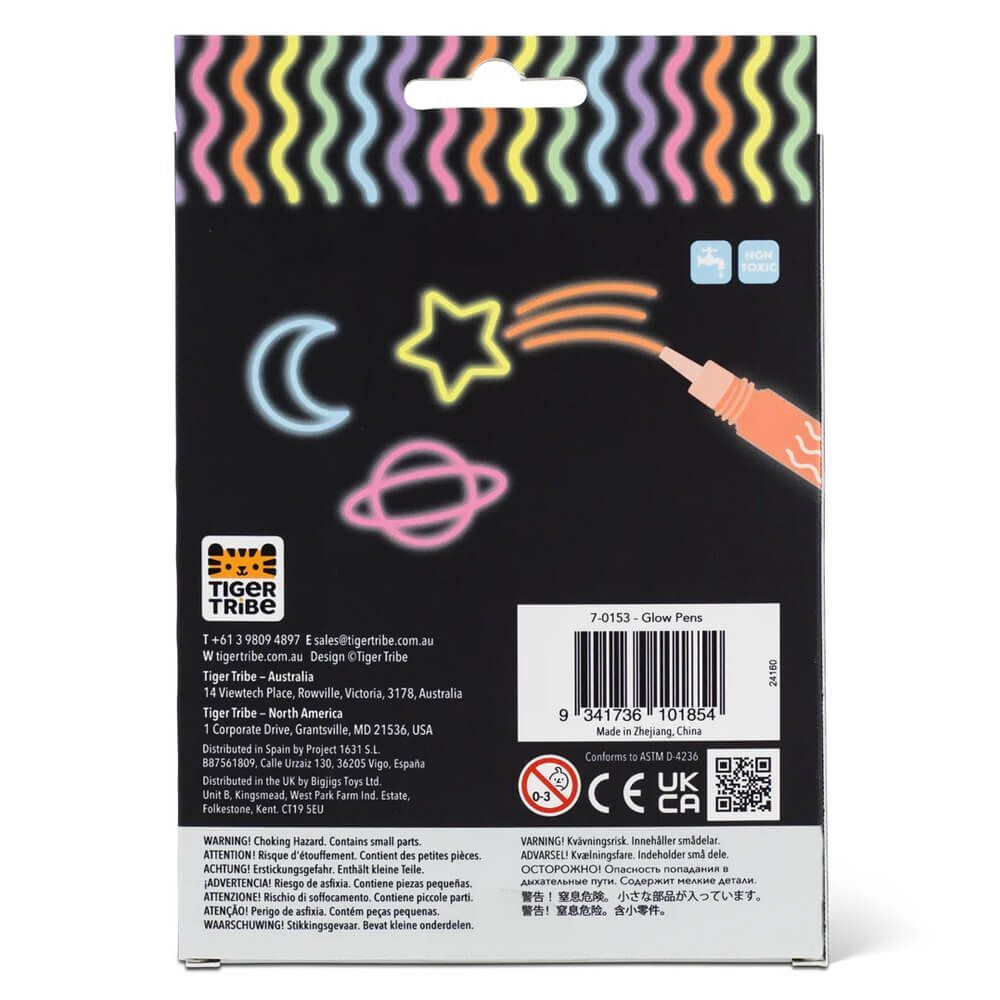 NON
TOXIC
TIGER
TRIBE
T +61 3 9809 4897 E sales@tigertribe.com.au
W tigertribe.com.au Design ©Tiger Tribe
Tiger Tribe – Australia
14 Viewtech Place, Rowville, Victoria, 3178, Australia
Tiger Tribe – North America
1 Corporate Drive, Grantsville, MD 21536, USA
Distributed in Spain by Project 1631 S.L.
B87561809, Calle Urzaiz 130, 36205 Vigo, España
Distributed in the UK by Bigjigs Toys Ltd.
Unit B, Kingsmead, West Park Farm Ind. Estate,
Folkestone, Kent. CT19 5EU
7-0153 - Glow Pens
9 341736 101854
Made in Zhejiang, China
24160
Conforms to ASTM D-4236
0-3
CE
UK
CA
WARNING! Choking Hazard. Contains small parts.
ATTENTION! Risque d'étouffement. Contient des petites pièces.
ACHTUNG! Erstickungsgefahr. Enthält kleine Teile.
¡ADVERTENCIA! Riesgo de asfixia. Contiene piezas pequeñas.
ATTENZIONE! Rischio di soffocamento. Contiene piccole parti.
ATENÇÃO! Perigo de asfixia. Contém peças pequenas.
WAARSCHUWING! Stikkingsgevaar. Bevat kleine onderdelen.
VARNING! Kvävningsrisk. Innehåller smådelar.
ADVARSEL! Kvælningsfare. Indeholder små dele.
ОСТОРОЖНО! Опасность попадания в
дыхательные пути. Содержит мелкие детали.
警告！窒息危険。小さな部品が入っています。
警告！窒息危险。含小零件。